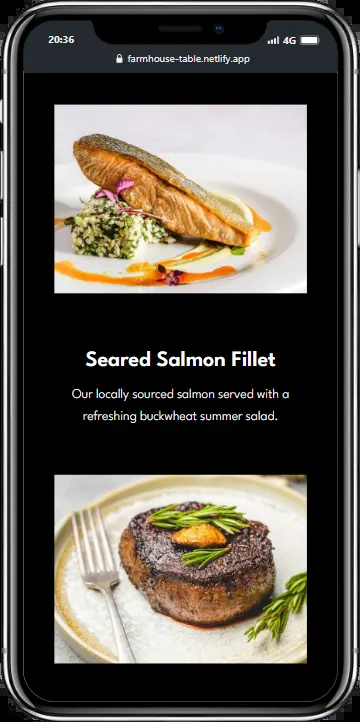 20:36
4G
farmhouse-table.netlify.app
Seared Salmon Fillet
Our locally sourced salmon served with a
refreshing buckwheat summer salad.